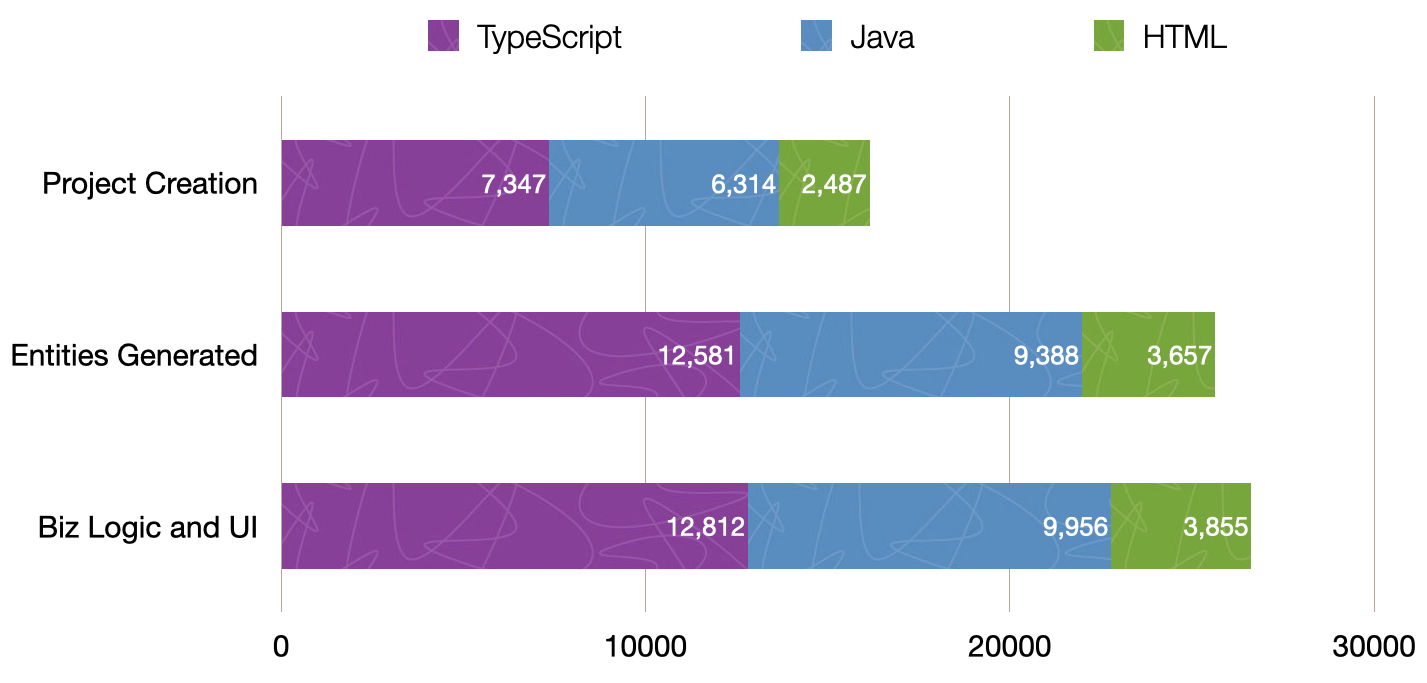 TypeScript Java HTML
Project Creation 7,347 6,314 2,487
Entities Generated 12,581 9,388 3,657
Biz Logic and UI 12,812 9,956 3,855
0 10000 20000 30000